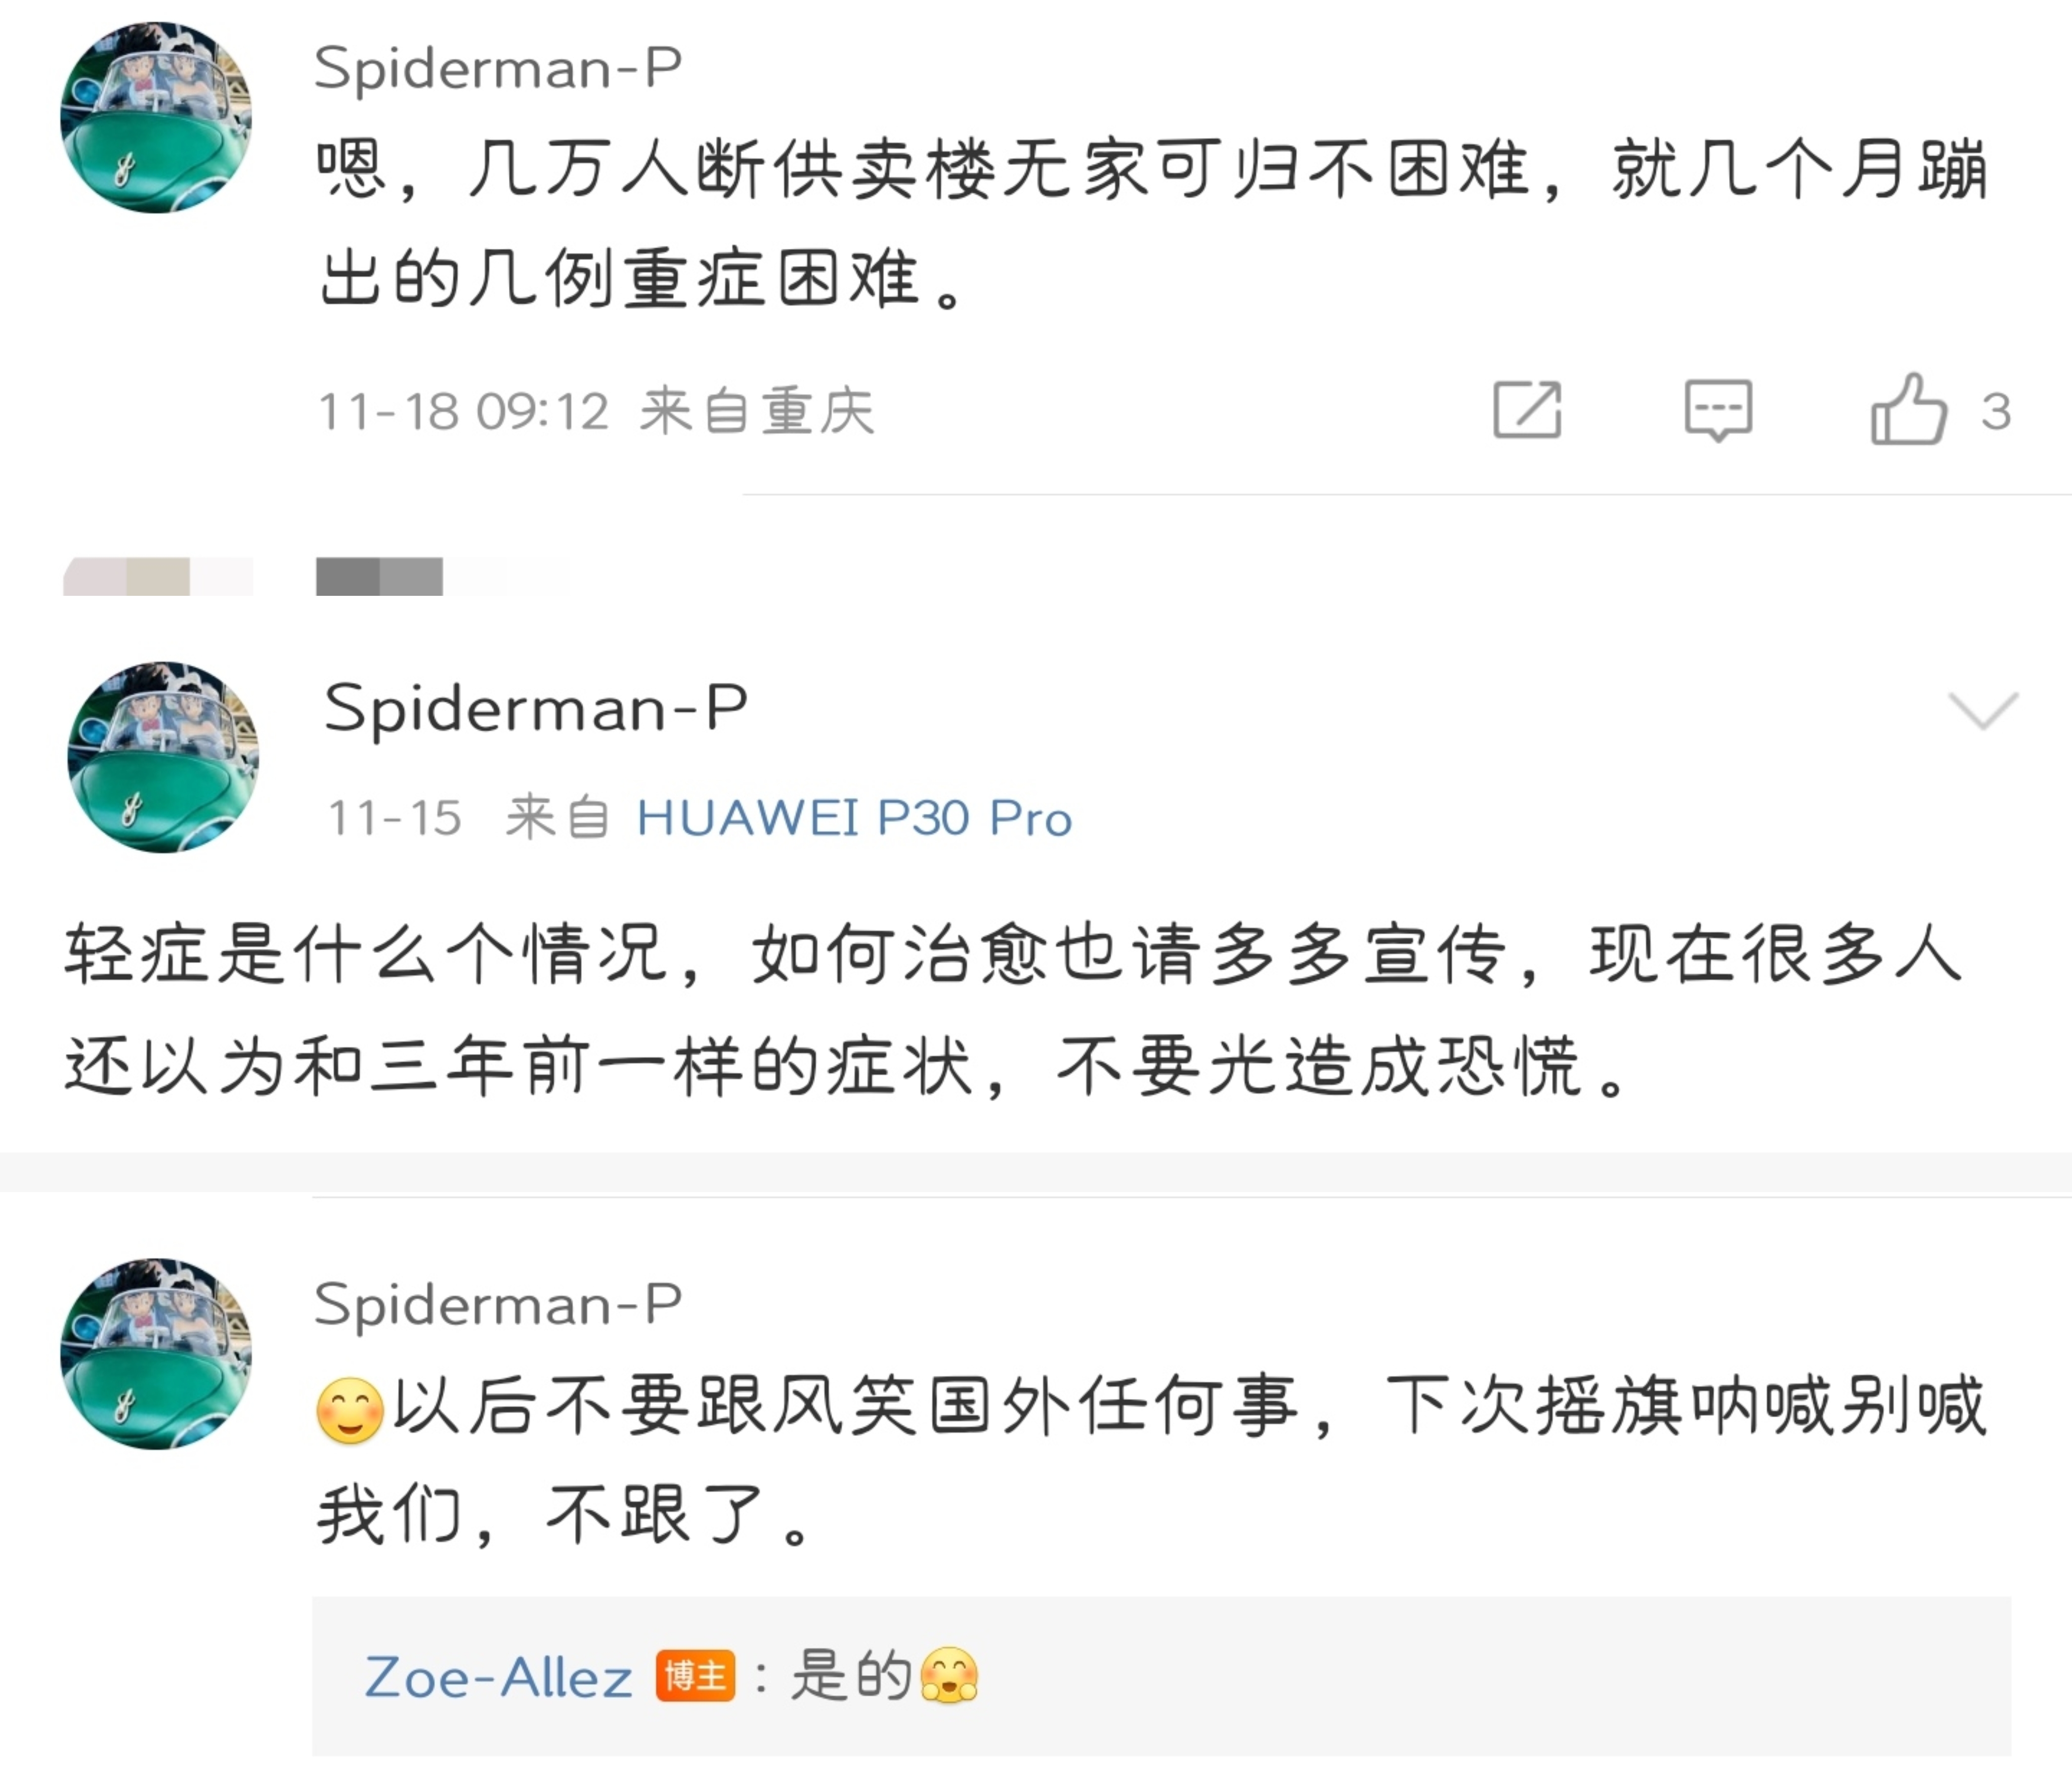 Spiderman-P
嗯，几万人断供卖楼无家可归不困难，就几个月蹦
出的几例重症困难。
11-18 09:12 来自重庆
3
Spiderman-P
11-15 来自 HUAWEI P30 Pro
轻症是什么个情况，如何治愈也请多多宣传，现在很多人
还以为和三年前一样的症状，不要光造成恐慌。
Spiderman-P
😊以后不要跟风笑国外任何事，下次摇旗呐喊别喊
我们，不跟了。
Zoe-Allez 博主：是的🤗